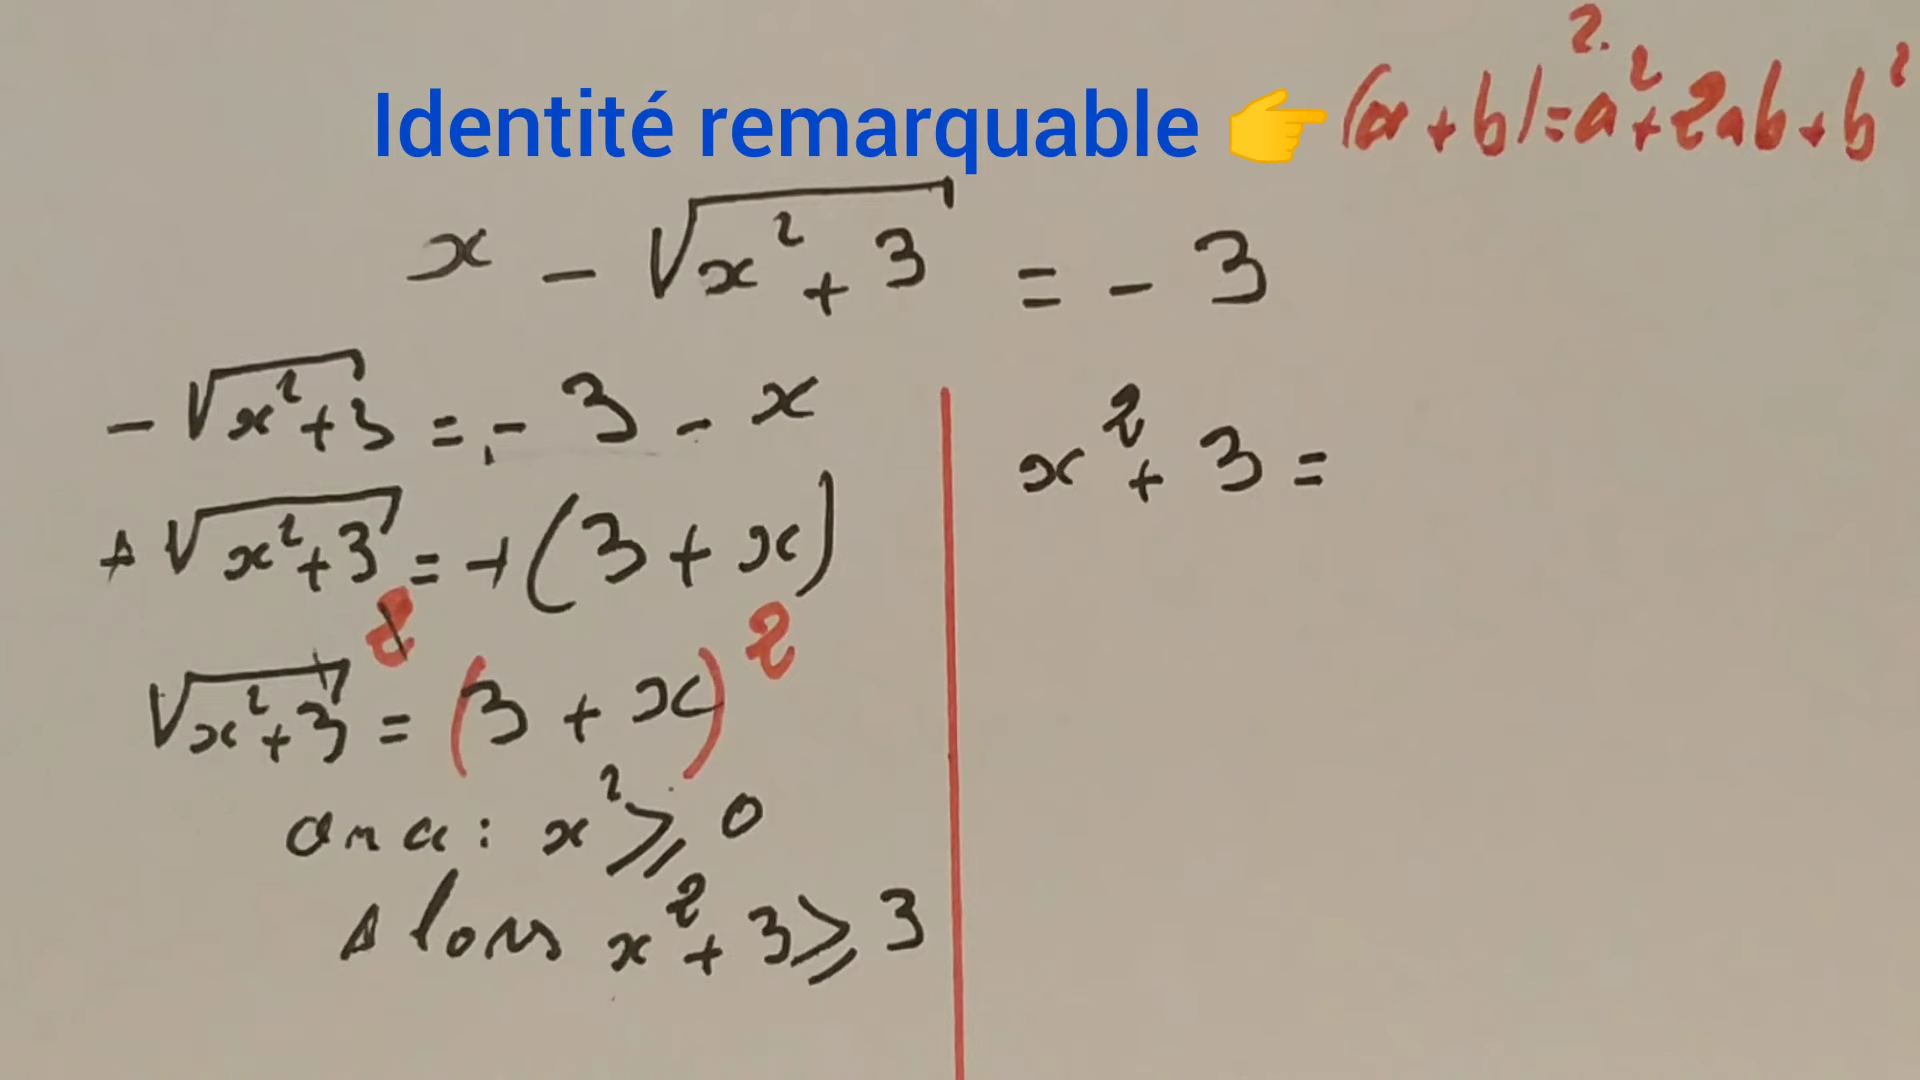 Identité remarquable 👉 (a + b)² = a² + 2ab + b²
x - √(x² + 3) = - 3
- √(x² + 3) = - 3 - x
+ √(x² + 3) = + (3 + x)
√(x² + 3)² = (3 + x)²
on a : x² ⩾ 0
Alors x² + 3 ⩾ 3
x² + 3 =